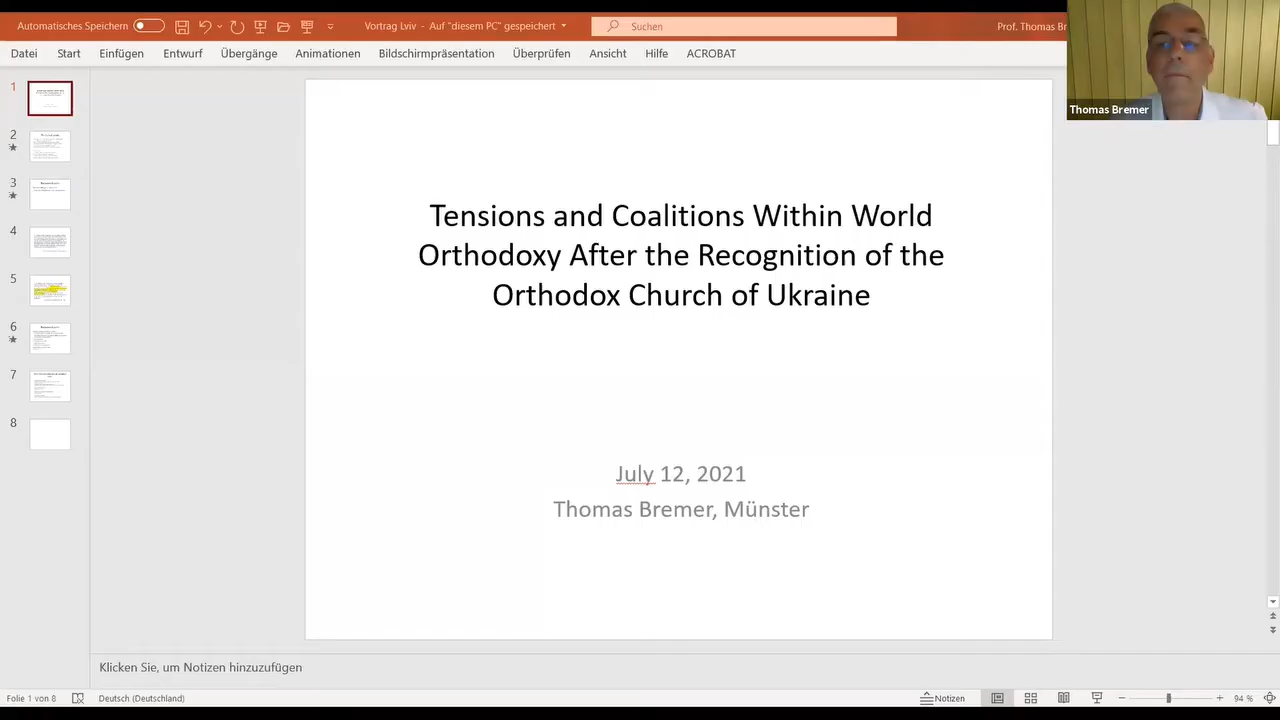 Automatisches Speichern
Vortrag Lviv - Auf "diesem PC" gespeichert
Suchen
Prof. Thomas
Datei Start Einfügen Entwurf Übergänge Animationen Bildschirmpräsentation Überprüfen Ansicht Hilfe ACROBAT
Thomas Bremer
1
2
3
4
5
6
7
8
Tensions and Coalitions Within World
Orthodoxy After the Recognition of the
Orthodox Church of Ukraine
July 12, 2021
Thomas Bremer, Münster
Klicken Sie, um Notizen hinzuzufügen
Folie 1 von 8 Deutsch (Deutschland) Notizen 94 %